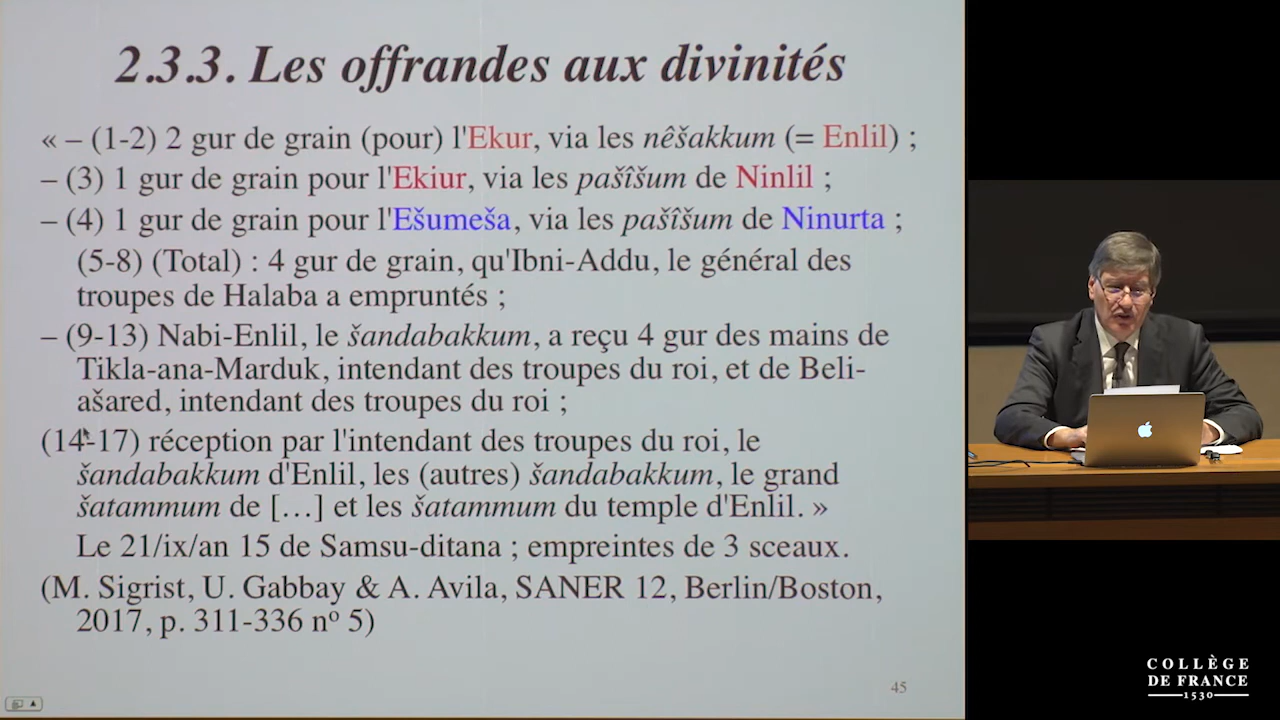 2.3.3. Les offrandes aux divinités
« – (1-2) 2 gur de grain (pour) l'Ekur, via les nêšakkum (= Enlil) ;
– (3) 1 gur de grain pour l'Ekiur, via les pašîšum de Ninlil ;
– (4) 1 gur de grain pour l'Ešumeša, via les pašîšum de Ninurta ;
(5-8) (Total) : 4 gur de grain, qu'Ibni-Addu, le général des
troupes de Halaba a empruntés ;
– (9-13) Nabi-Enlil, le šandabakkum, a reçu 4 gur des mains de
Tikla-ana-Marduk, intendant des troupes du roi, et de Beli-
ašared, intendant des troupes du roi ;
(14-17) réception par l'intendant des troupes du roi, le
šandabakkum d'Enlil, les (autres) šandabakkum, le grand
šatammum de […] et les šatammum du temple d'Enlil. »
Le 21/ix/an 15 de Samsu-ditana ; empreintes de 3 sceaux.
(M. Sigrist, U. Gabbay & A. Avila, SANER 12, Berlin/Boston,
2017, p. 311-336 nº 5)
45
COLLÈGE
DE FRANCE
1530